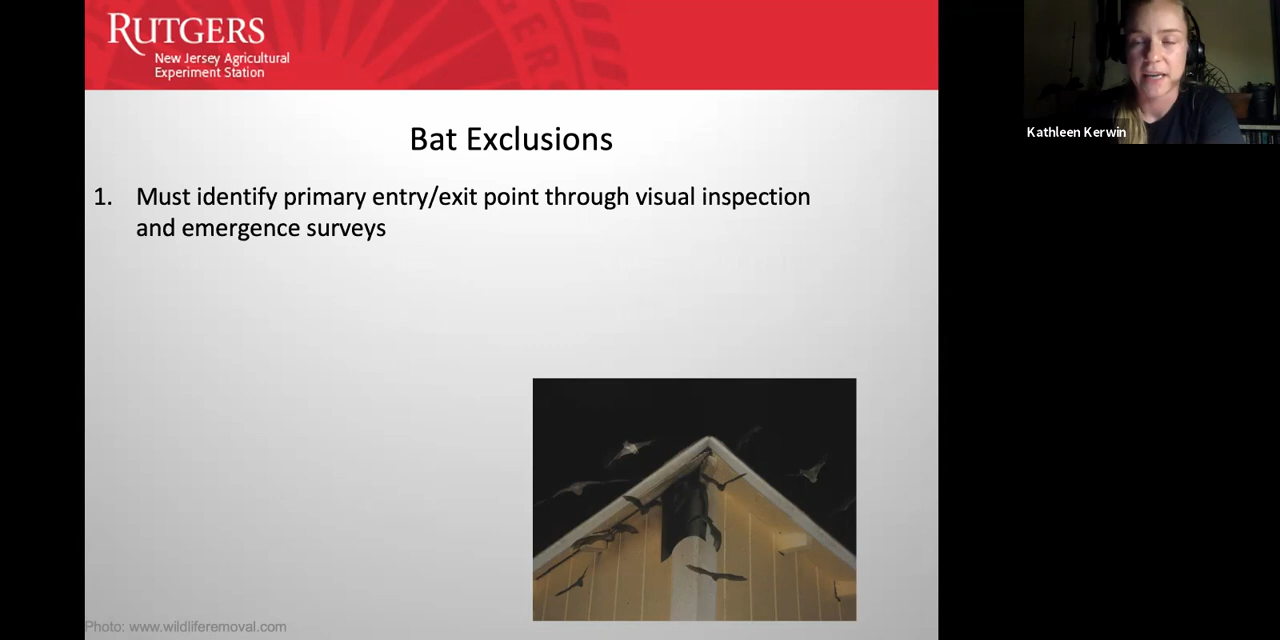 RUTGERS
New Jersey Agricultural
Experiment Station
Kathleen Kerwin
Bat Exclusions
1. Must identify primary entry/exit point through visual inspection
and emergence surveys
Photo: www.wildliferemoval.com